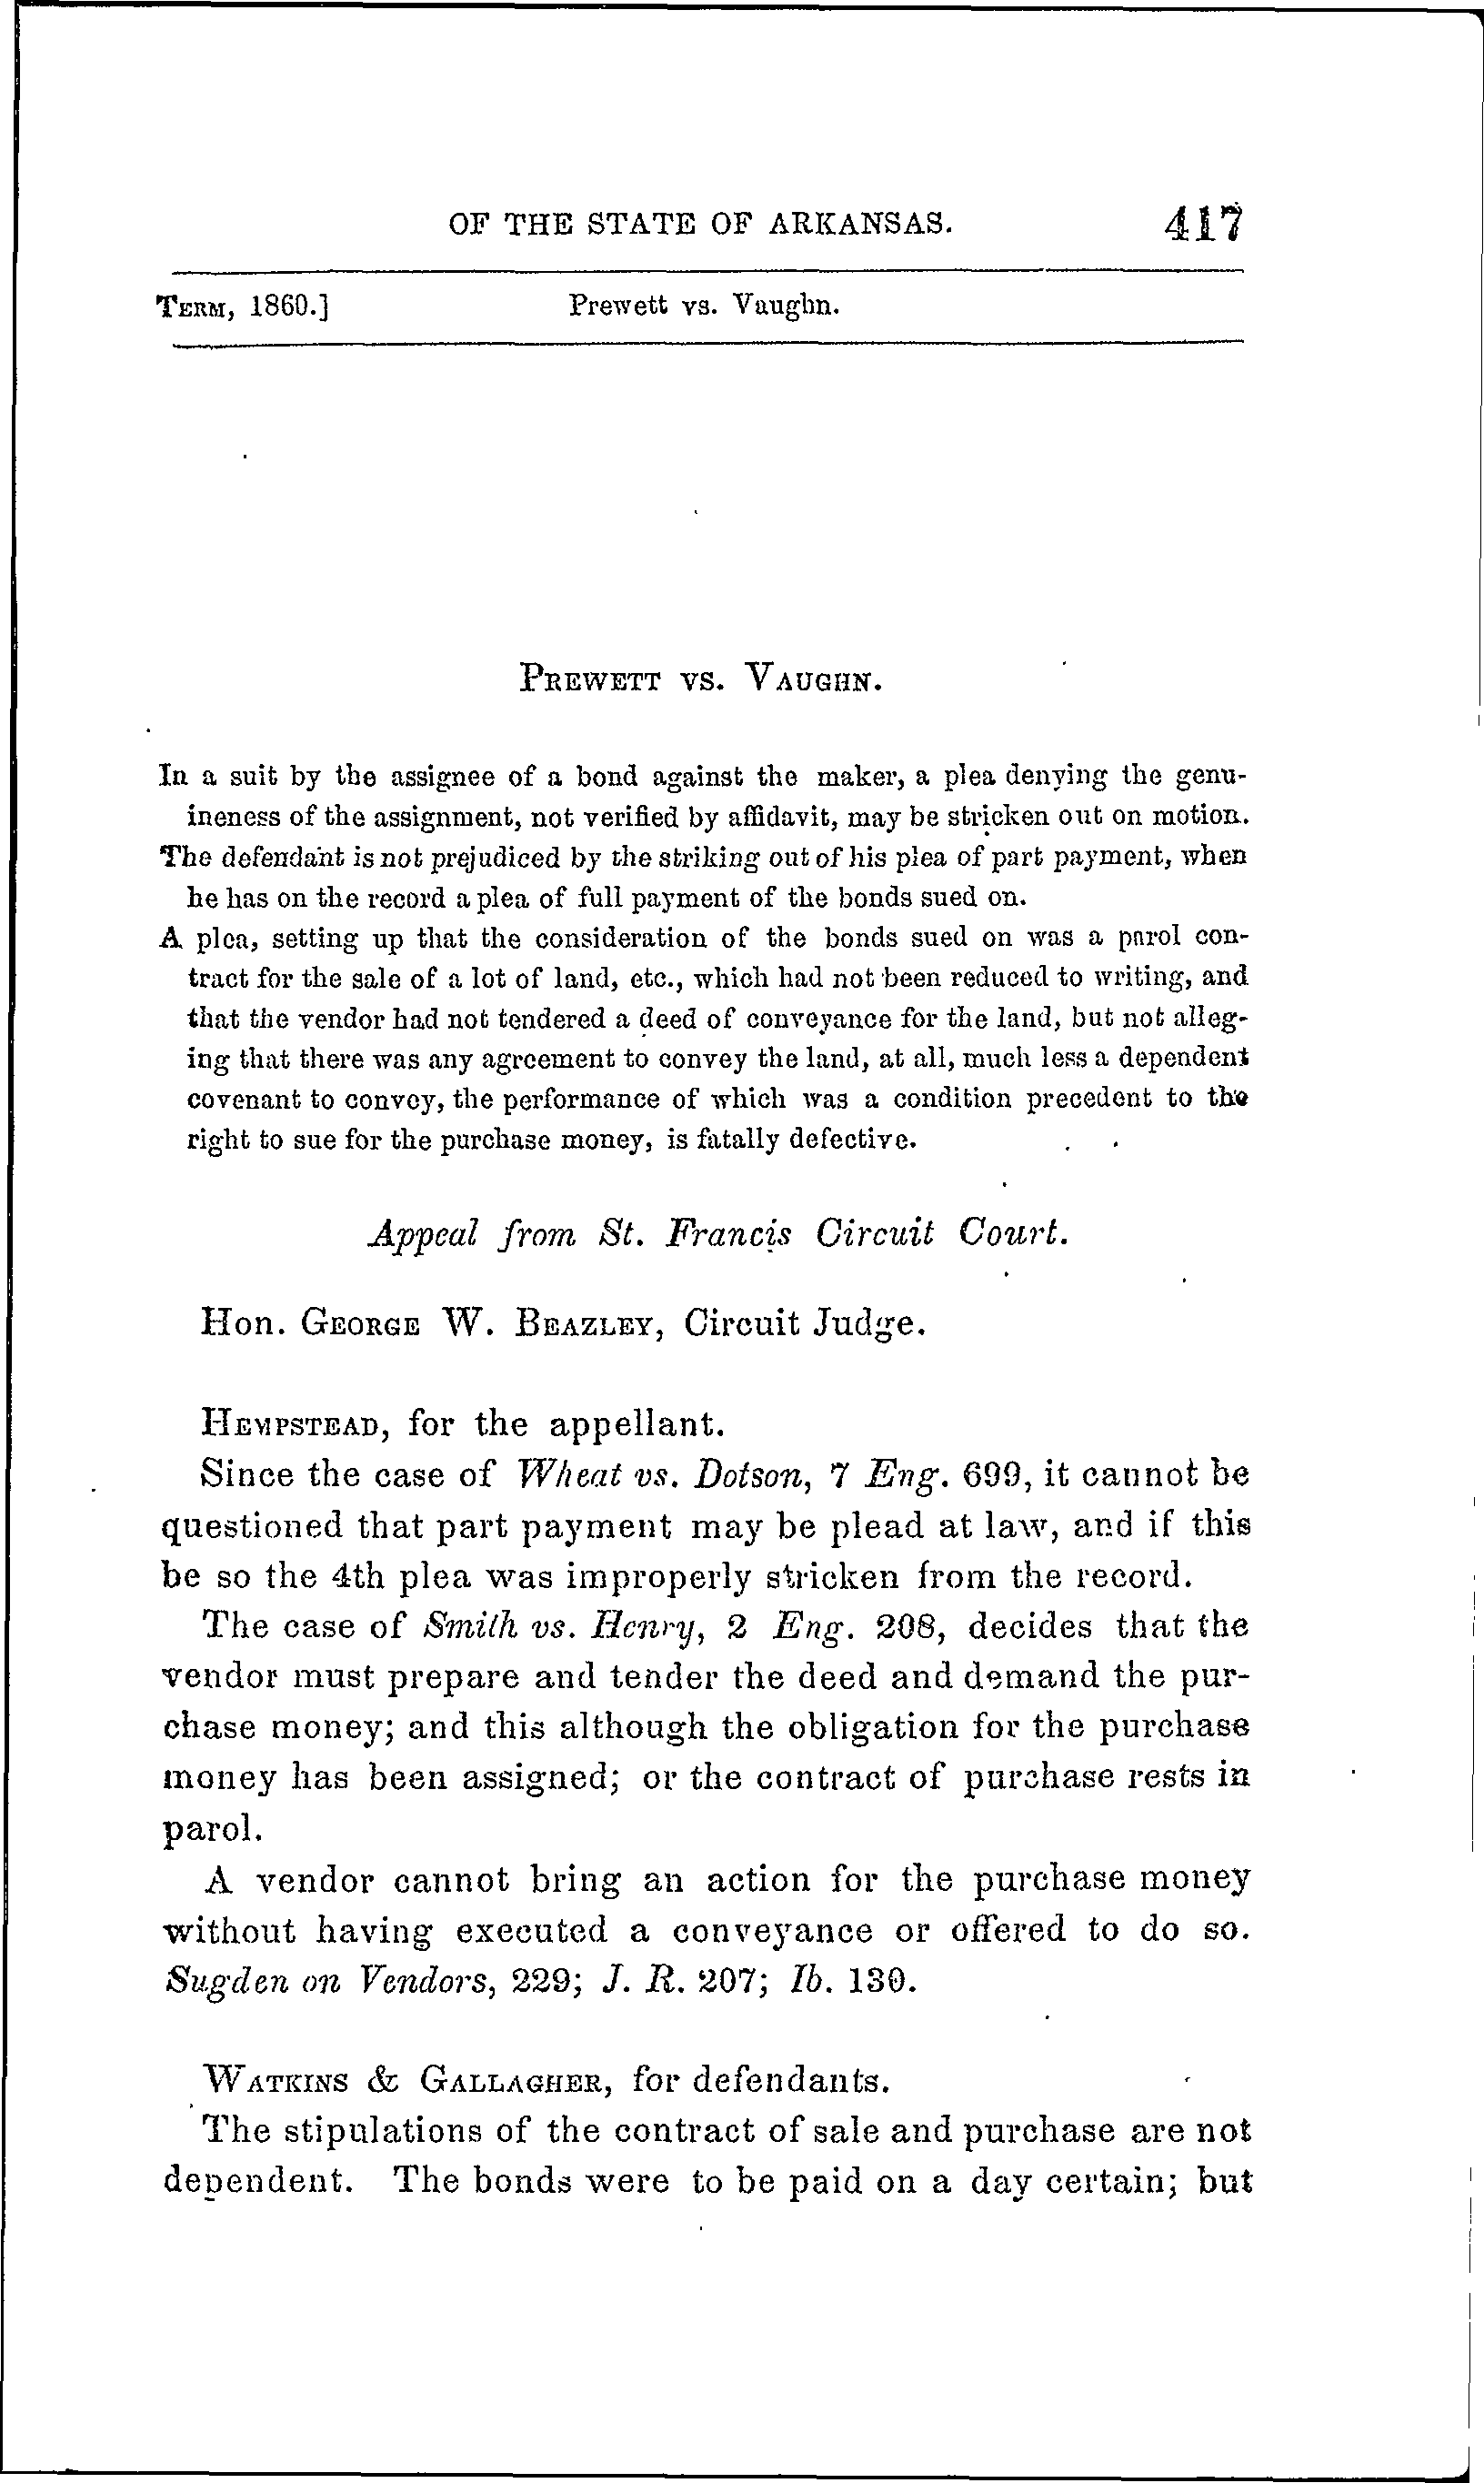 OF THE STATE OF ARKANSAS. 417
TERM, 1860.] Prewett vs. Vaughn.
PREWETT VS. VAUGHN.
In a suit by the assignee of a bond against the maker, a plea denying the genu-
ineness of the assignment, not verified by affidavit, may be stricken out on motion.
The defendant is not prejudiced by the striking out of his plea of part payment, when
he has on the record a plea of full payment of the bonds sued on.
A plea, setting up that the consideration of the bonds sued on was a parol con-
tract for the sale of a lot of land, etc., which had not been reduced to writing, and
that the vendor had not tendered a deed of conveyance for the land, but not alleg-
ing that there was any agreement to convey the land, at all, much less a dependent
covenant to convey, the performance of which was a condition precedent to the
right to sue for the purchase money, is fatally defective.
Appeal from St. Francis Circuit Court.
Hon. GEORGE W. BEAZLEY, Circuit Judge.
HEMPSTEAD, for the appellant.
Since the case of Wheat vs. Dotson, 7 Eng. 699, it cannot be
questioned that part payment may be plead at law, and if this
be so the 4th plea was improperly stricken from the record.
The case of Smith vs. Henry, 2 Eng. 208, decides that the
vendor must prepare and tender the deed and demand the pur-
chase money; and this although the obligation for the purchase
money has been assigned; or the contract of purchase rests in
parol.
A vendor cannot bring an action for the purchase money
without having executed a conveyance or offered to do so.
Sugden on Vendors, 229; J. R. 207; Ib. 130.
WATKINS & GALLAGHER, for defendants.
The stipulations of the contract of sale and purchase are not
dependent. The bonds were to be paid on a day certain; but